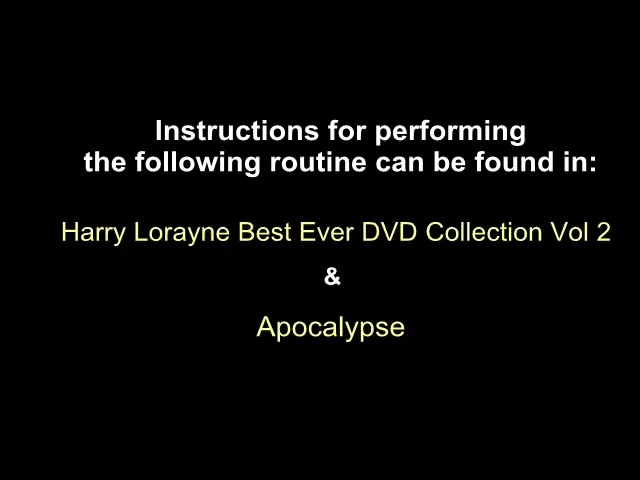 Instructions for performing
the following routine can be found in:
Harry Lorayne Best Ever DVD Collection Vol 2
&
Apocalypse